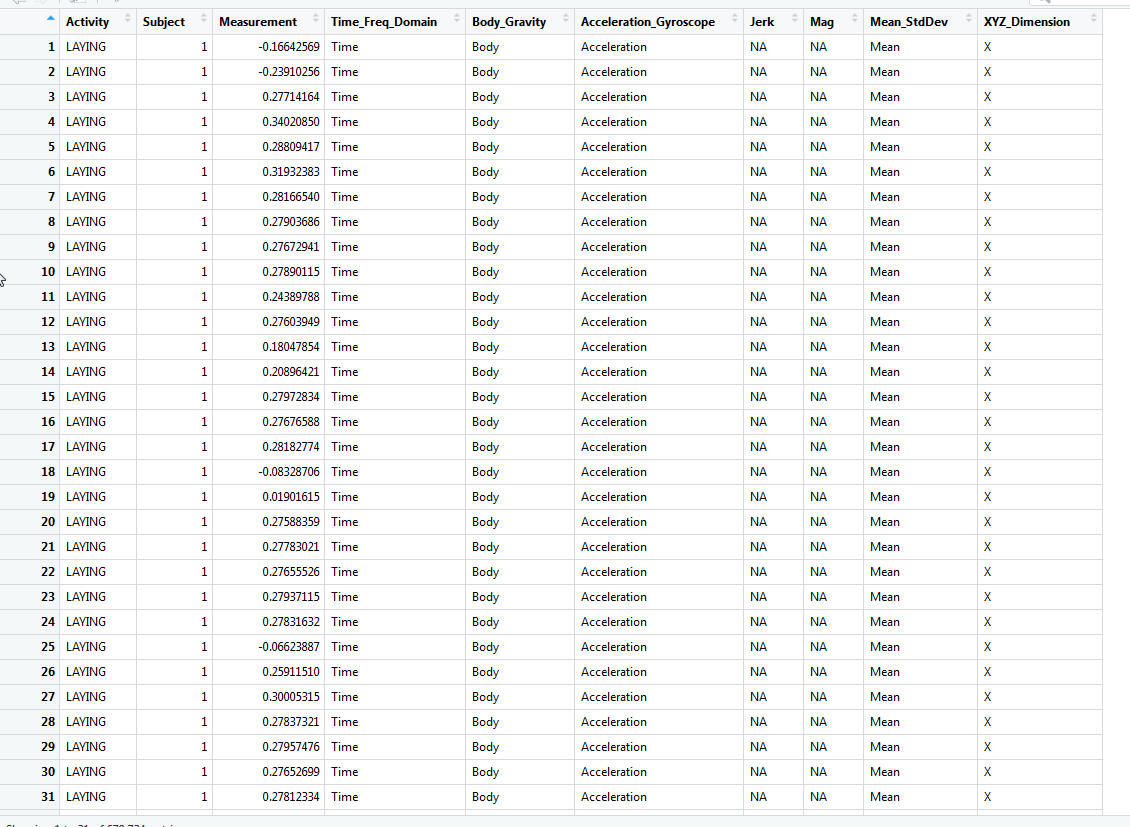 Activity Subject Measurement Time_Freq_Domain Body_Gravity Acceleration_Gyroscope Jerk Mag Mean_StdDev XYZ_Dimension
1 LAYING 1 -0.16642569 Time Body Acceleration NA NA Mean X
2 LAYING 1 -0.23910256 Time Body Acceleration NA NA Mean X
3 LAYING 1 0.27714164 Time Body Acceleration NA NA Mean X
4 LAYING 1 0.34020850 Time Body Acceleration NA NA Mean X
5 LAYING 1 0.28809417 Time Body Acceleration NA NA Mean X
6 LAYING 1 0.31932383 Time Body Acceleration NA NA Mean X
7 LAYING 1 0.28166540 Time Body Acceleration NA NA Mean X
8 LAYING 1 0.27903686 Time Body Acceleration NA NA Mean X
9 LAYING 1 0.27672941 Time Body Acceleration NA NA Mean X
10 LAYING 1 0.27890115 Time Body Acceleration NA NA Mean X
11 LAYING 1 0.24389788 Time Body Acceleration NA NA Mean X
12 LAYING 1 0.27603949 Time Body Acceleration NA NA Mean X
13 LAYING 1 0.18047854 Time Body Acceleration NA NA Mean X
14 LAYING 1 0.20896421 Time Body Acceleration NA NA Mean X
15 LAYING 1 0.27972834 Time Body Acceleration NA NA Mean X
16 LAYING 1 0.27676588 Time Body Acceleration NA NA Mean X
17 LAYING 1 0.28182774 Time Body Acceleration NA NA Mean X
18 LAYING 1 -0.08328706 Time Body Acceleration NA NA Mean X
19 LAYING 1 0.01901615 Time Body Acceleration NA NA Mean X
20 LAYING 1 0.27588359 Time Body Acceleration NA NA Mean X
21 LAYING 1 0.27783021 Time Body Acceleration NA NA Mean X
22 LAYING 1 0.27655526 Time Body Acceleration NA NA Mean X
23 LAYING 1 0.27937115 Time Body Acceleration NA NA Mean X
24 LAYING 1 0.27831632 Time Body Acceleration NA NA Mean X
25 LAYING 1 -0.06623887 Time Body Acceleration NA NA Mean X
26 LAYING 1 0.25911510 Time Body Acceleration NA NA Mean X
27 LAYING 1 0.30005315 Time Body Acceleration NA NA Mean X
28 LAYING 1 0.27837321 Time Body Acceleration NA NA Mean X
29 LAYING 1 0.27957476 Time Body Acceleration NA NA Mean X
30 LAYING 1 0.27652699 Time Body Acceleration NA NA Mean X
31 LAYING 1 0.27812334 Time Body Acceleration NA NA Mean X